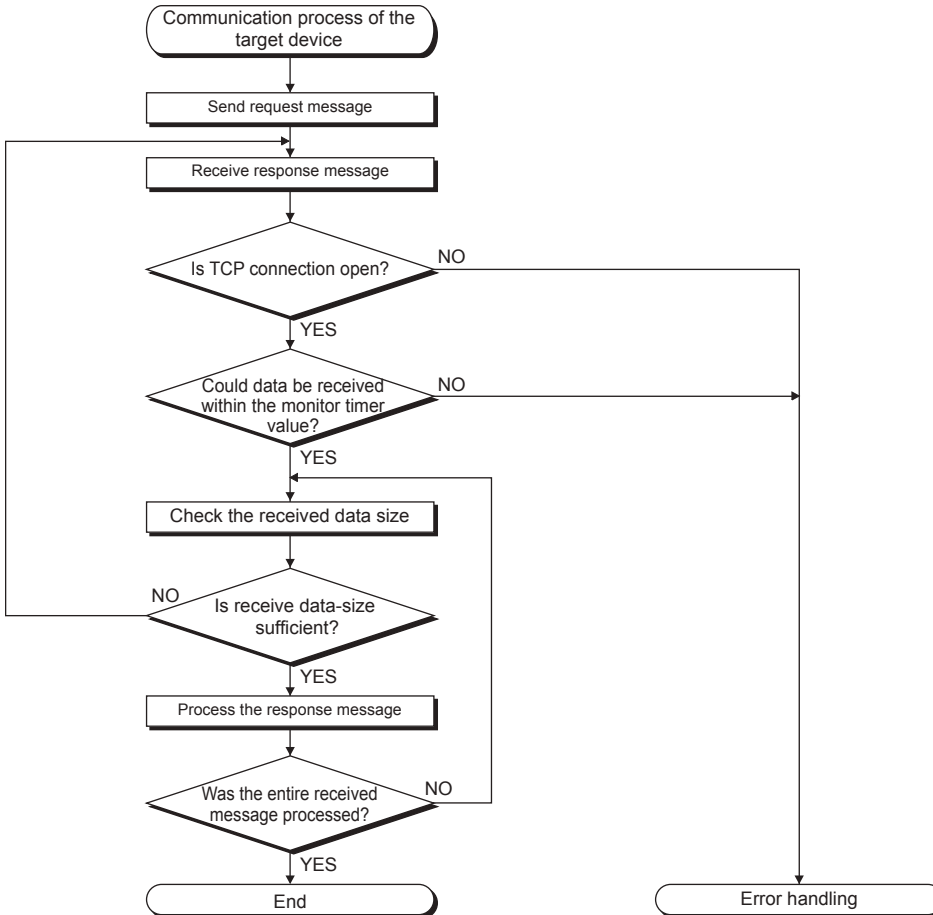 Communication process of the
target device
Send request message
Receive response message
Is TCP connection open?
NO
YES
Could data be received
within the monitor timer
value?
NO
YES
Check the received data size
NO
Is receive data-size
sufficient?
YES
Process the response message
Was the entire received
message processed?
NO
YES
End
Error handling